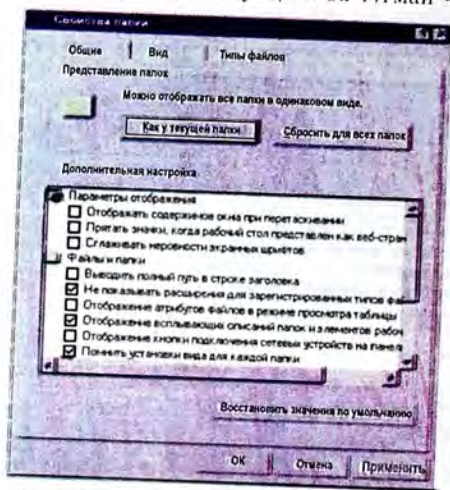 Свойства папки
Общие Вид Типы файлов
Представление папок
Можно отображать все папки в одинаковом виде.
Как у текущей папки Сбросить для всех папок
Дополнительная настройка
Параметры отображения
Отображать содержимое окна при перетаскивании
Прятать значки, когда рабочий стол представлен как веб-стран
Сглаживать неровности экранных шрифтов
Файлы и папки
Выводить полный путь в строке заголовка
Не показывать расширения для зарегистрированных типов фа
Отображение атрибутов файлов в режиме просмотра таблицы
Отображение всплывающих описаний папок и элементов рабоч
Отображение кнопки подключения сетевых устройств на панел
Помнить установки вида для каждой папки
Восстановить значения по умолчанию
ОК Отмена Применить